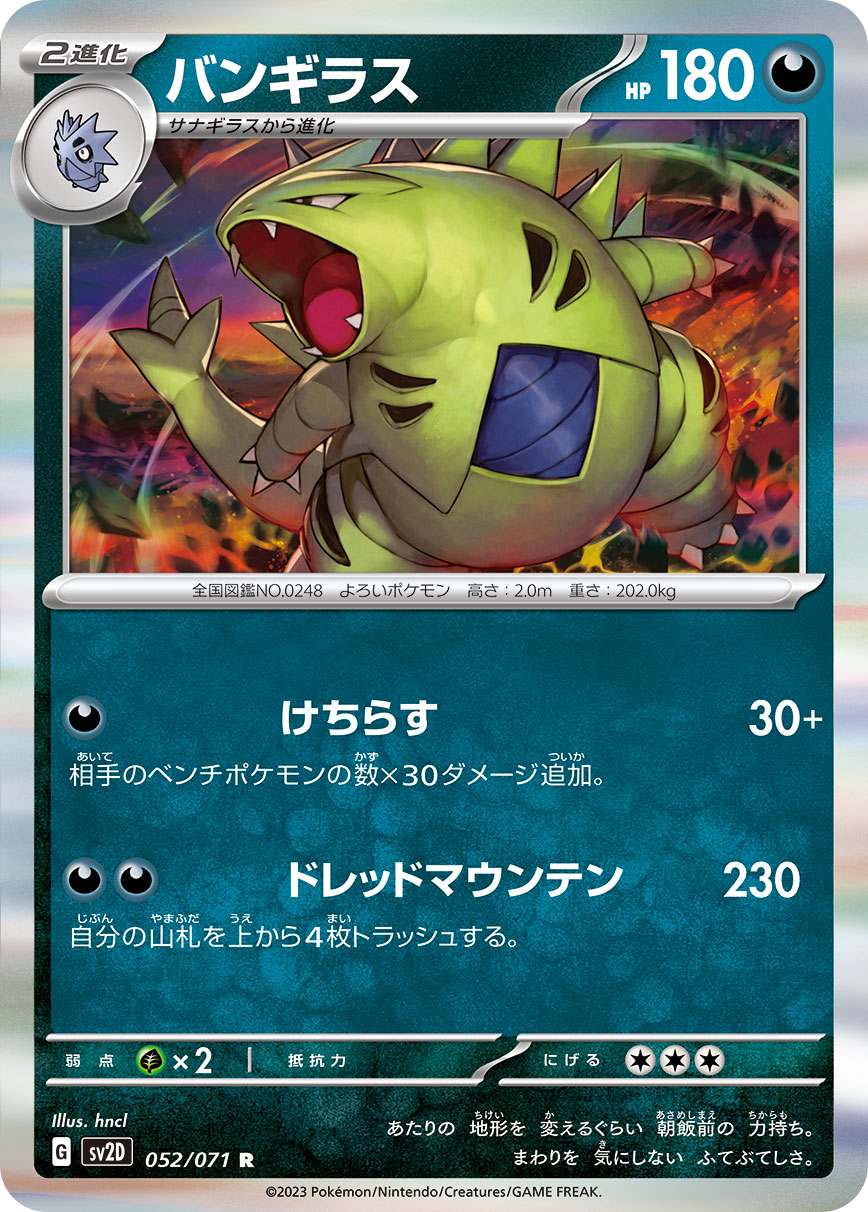 2進化
バンギラス
HP 180
サナギラスから進化
全国図鑑NO.0248 よろいポケモン 高さ:2.0m 重さ:202.0kg
けちらす 30+
相手のベンチポケモンの数×30ダメージ追加。
ドレッドマウンテン 230
自分の山札を上から4枚トラッシュする。
弱点 ×2 抵抗力 にげる
Illus. hncl
あたりの 地形を 変えるぐらい 朝飯前の 力持ち。
まわりを 気にしない ふてぶてしさ。
G sv2D 052/071 R
©2023 Pokémon/Nintendo/Creatures/GAME FREAK.